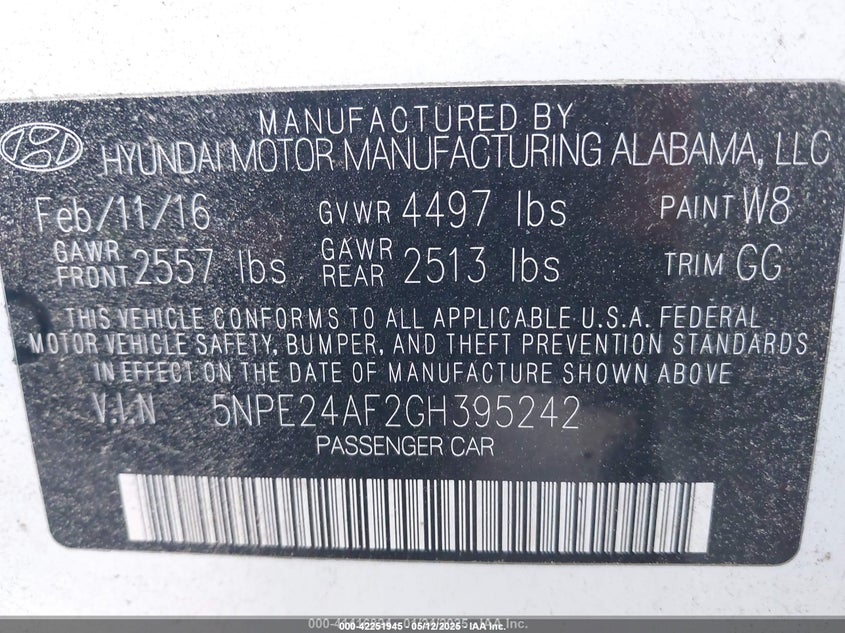 MANUFACTURED BY
HYUNDAI MOTOR MANUFACTURING ALABAMA, LLC
Feb/11/16 GVWR 4497 lbs PAINT W8
GAWR FRONT 2557 lbs GAWR REAR 2513 lbs TRIM GG
THIS VEHICLE CONFORMS TO ALL APPLICABLE U.S.A. FEDERAL
MOTOR VEHICLE SAFETY, BUMPER, AND THEFT PREVENTION STANDARDS
IN EFFECT ON THE DATE OF MANUFACTURE SHOWN ABOVE
V.I.N 5NPE24AF2GH395242
PASSENGER CAR
000-42251945 - 05/12/2025 - IAA Inc.